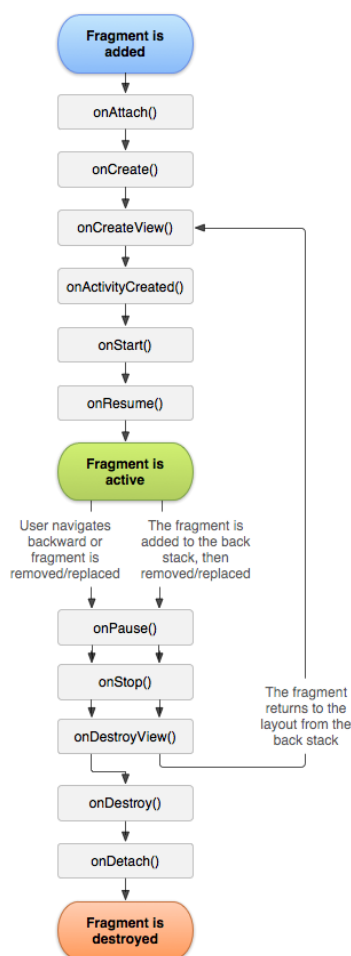 Fragment is
added
onAttach()
onCreate()
onCreateView()
onActivityCreated()
onStart()
onResume()
Fragment is
active
User navigates
backward or
fragment is
removed/replaced
The fragment is
added to the back
stack, then
removed/replaced
onPause()
onStop()
onDestroyView()
The fragment
returns to the
layout from the
back stack
onDestroy()
onDetach()
Fragment is
destroyed